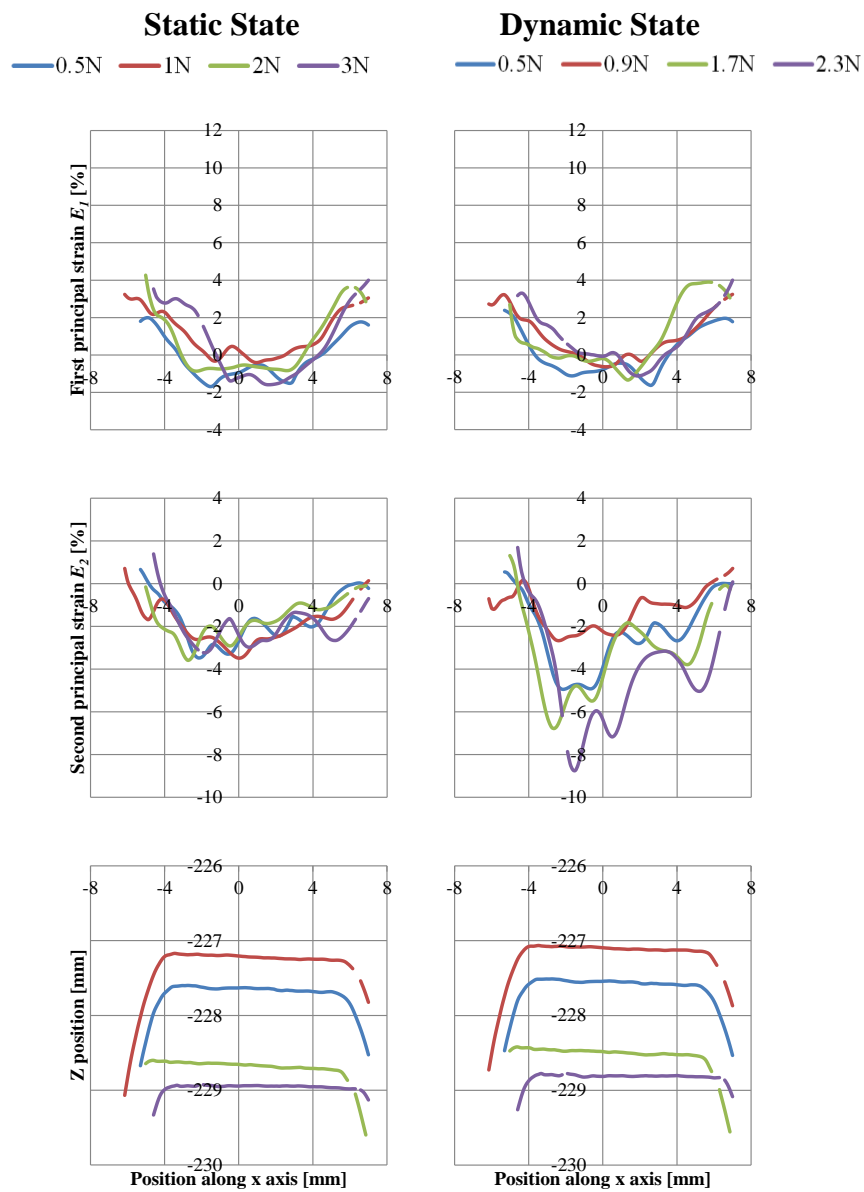 Static State
Dynamic State
0.5N 1N 2N 3N
0.5N 0.9N 1.7N 2.3N
First principal strain E1 [%]
12
10
8
6
4
2
0
-2
-4
-8 -4 0 4 8
12
10
8
6
4
2
0
-2
-4
-8 -4 0 4 8
Second principal strain E2 [%]
4
2
0
-2
-4
-6
-8
-10
-8 -4 0 4 8
4
2
0
-2
-4
-6
-8
-10
-8 -4 0 4 8
Z position [mm]
-226
-227
-228
-229
-230
-8 -4 0 4 8
Position along x axis [mm]
-226
-227
-228
-229
-230
-8 -4 0 4 8
Position along x axis [mm]